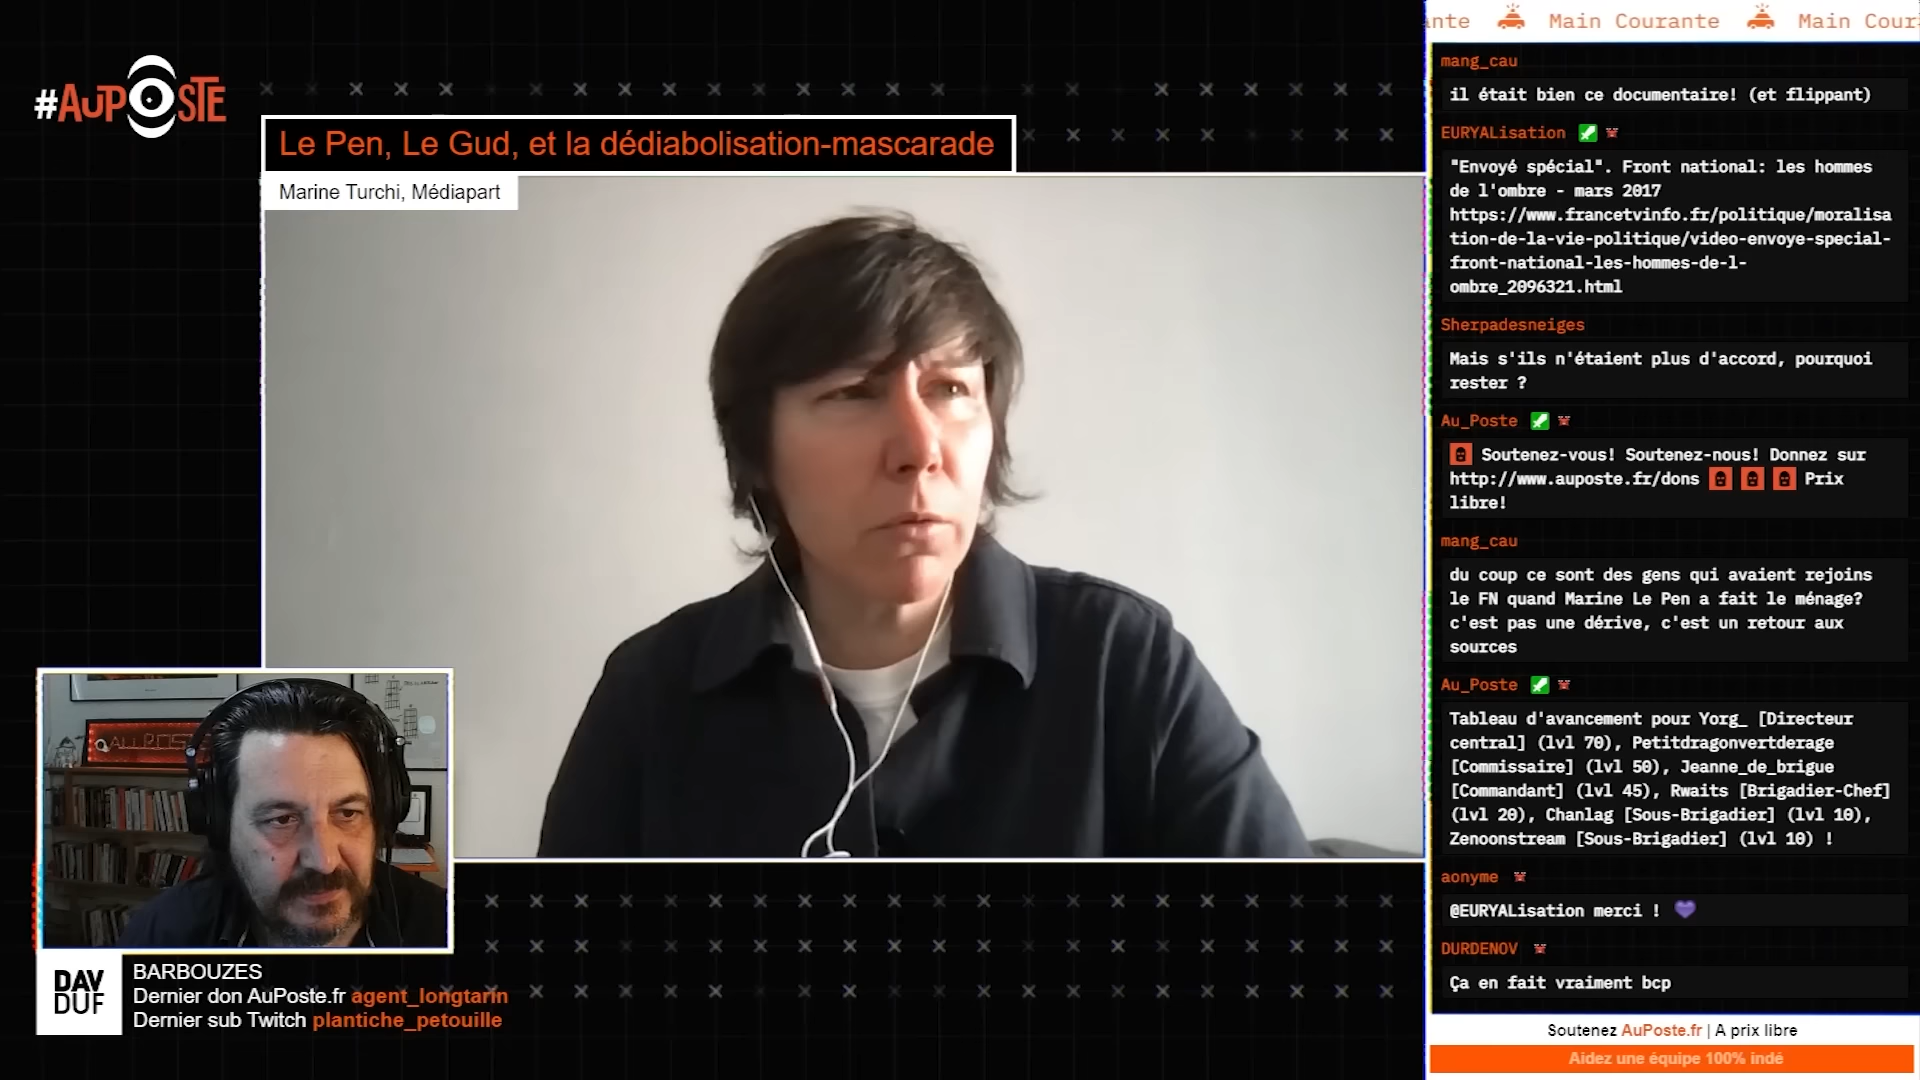 #AuPOSTE
Le Pen, Le Gud, et la dédiabolisation-mascarade
Marine Turchi, Médiapart
DAV
DUF
BARBOUZES
Dernier don AuPoste.fr agent_longtarin
Dernier sub Twitch plantiche_petouille
nte Main Courante Main Cour
mang_cau
il était bien ce documentaire! (et flippant)
EURYALisation
"Envoyé spécial". Front national: les hommes
de l'ombre - mars 2017
https://www.francetvinfo.fr/politique/moralisa
tion-de-la-vie-politique/video-envoye-special-
front-national-les-hommes-de-l-
ombre_2096321.html
Sherpadesneiges
Mais s'ils n'étaient plus d'accord, pourquoi
rester ?
Au_Poste
Soutenez-vous! Soutenez-nous! Donnez sur
http://www.auposte.fr/dons Prix
libre!
mang_cau
du coup ce sont des gens qui avaient rejoins
le FN quand Marine Le Pen a fait le ménage?
c'est pas une dérive, c'est un retour aux
sources
Au_Poste
Tableau d'avancement pour Yorg_ [Directeur
central] (lvl 70), Petitdragonvertderage
[Commissaire] (lvl 50), Jeanne_de_brigue
[Commandant] (lvl 45), Rwaits [Brigadier-Chef]
(lvl 20), Chanlag [Sous-Brigadier] (lvl 10),
Zenoonstream [Sous-Brigadier] (lvl 10) !
aonyme
@EURYALisation merci !
DURDENOV
Ça en fait vraiment bcp
Soutenez AuPoste.fr | A prix libre
Aidez une équipe 100% indé